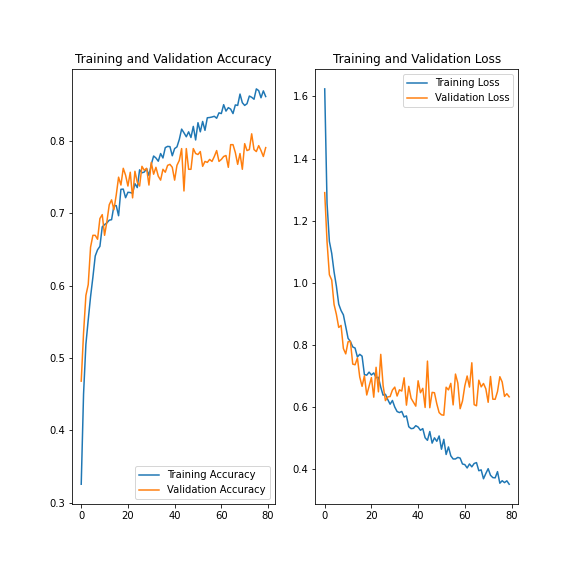 Training and Validation Accuracy
0.8
0.7
0.6
0.5
0.4
0.3
0 20 40 60 80
Training Accuracy
Validation Accuracy
Training and Validation Loss
1.6
1.4
1.2
1.0
0.8
0.6
0.4
0 20 40 60 80
Training Loss
Validation Loss